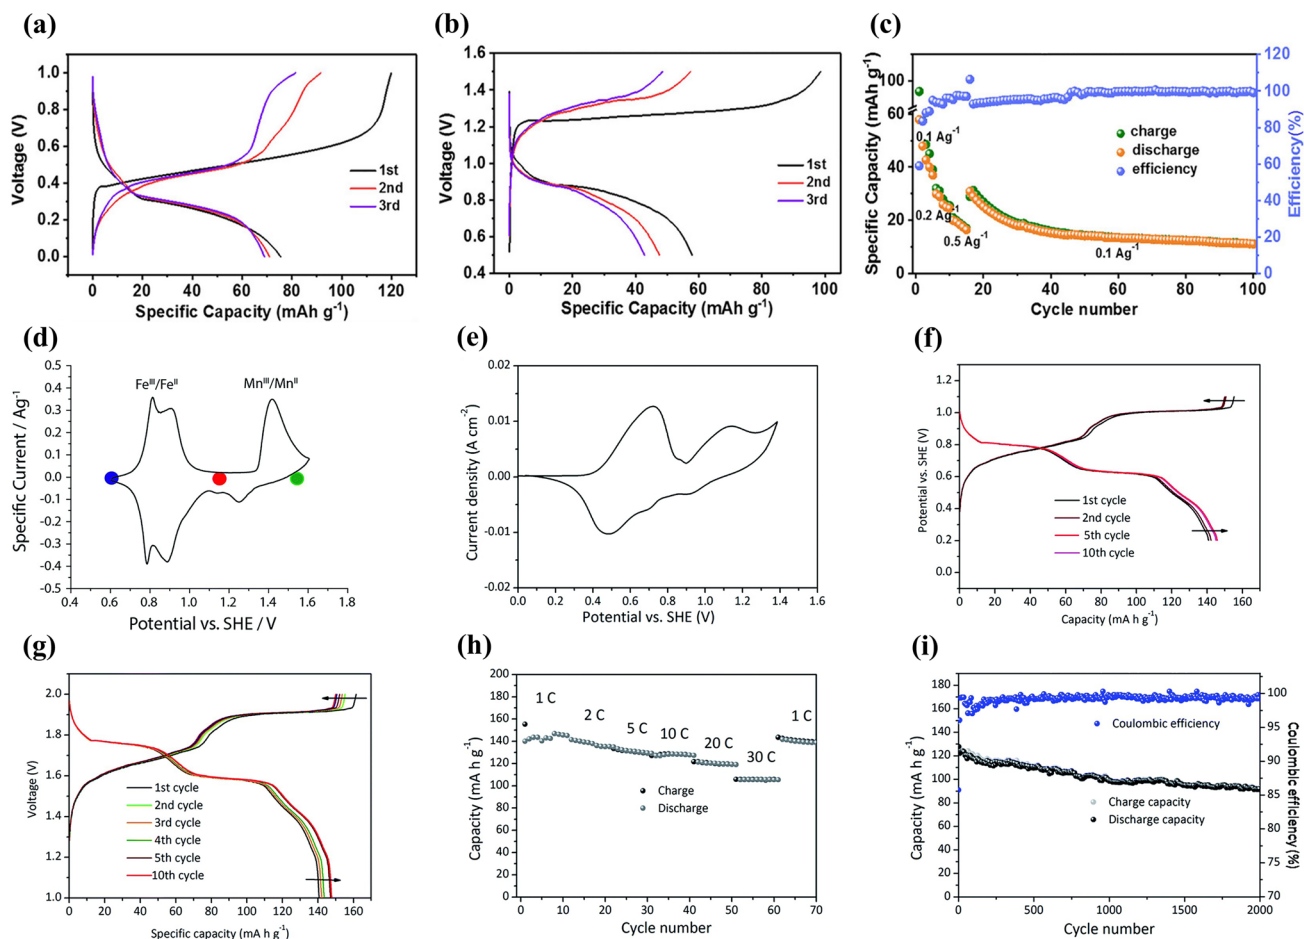 (a)
1.0
0.8
0.6
0.4
0.2
0.0
Voltage (V)
1st
2nd
3rd
0 20 40 60 80 100 120
Specific Capacity (mAh g⁻¹)
(b)
1.6
1.4
1.2
1.0
0.8
0.6
0.4
Voltage (V)
1st
2nd
3rd
0 20 40 60 80 100
Specific Capacity (mAh g⁻¹)
(c)
100
80
60
40
20
0
Specific Capacity (mAh g⁻¹)
0.1 Ag⁻¹
0.2 Ag⁻¹
0.5 Ag⁻¹
0.1 Ag⁻¹
charge
discharge
efficiency
120
100
80
60
40
20
0
Efficiency(%)
0 20 40 60 80 100
Cycle number
(d)
0.5
0.4
0.3
0.2
0.1
0.0
-0.1
-0.2
-0.3
-0.4
-0.5
Specific Current / Ag⁻¹
Feᴵᴵᴵ/Feᴵᴵ
Mnᴵᴵᴵ/Mnᴵᴵ
0.4 0.6 0.8 1.0 1.2 1.4 1.6 1.8
Potential vs. SHE / V
(e)
0.02
0.01
0.00
-0.01
-0.02
Current density (A cm⁻²)
0.0 0.2 0.4 0.6 0.8 1.0 1.2 1.4 1.6
Potential vs. SHE (V)
(f)
1.2
1.0
0.8
0.6
0.4
0.2
0.0
Potential vs. SHE (V)
1st cycle
2nd cycle
5th cycle
10th cycle
0 20 40 60 80 100 120 140 160
Capacity (mA h g⁻¹)
(g)
2.0
1.8
1.6
1.4
1.2
1.0
Voltage (V)
1st cycle
2nd cycle
3rd cycle
4th cycle
5th cycle
10th cycle
0 20 40 60 80 100 120 140 160
Specific capacity (mA h g⁻¹)
(h)
200
180
160
140
120
100
80
60
40
20
0
Capacity (mA h g⁻¹)
1 C
2 C
5 C
10 C
20 C
30 C
1 C
Charge
Discharge
0 10 20 30 40 50 60 70
Cycle number
(i)
180
160
140
120
100
80
60
40
20
0
Capacity (mA h g⁻¹)
Coulombic efficiency
Charge capacity
Discharge capacity
100
95
90
85
80
75
70
Coulombic efficiency (%)
0 500 1000 1500 2000
Cycle number